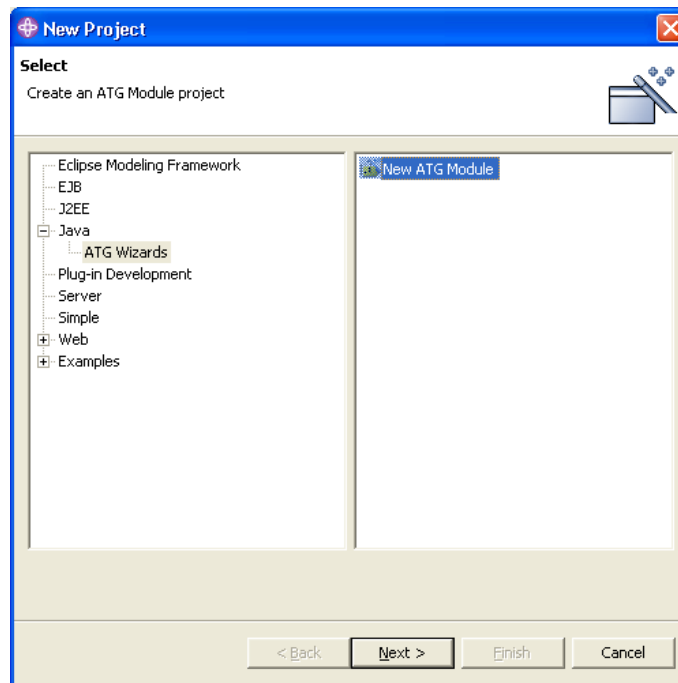 New Project
Select
Create an ATG Module project
Eclipse Modeling Framework
EJB
J2EE
Java
ATG Wizards
Plug-in Development
Server
Simple
Web
Examples
New ATG Module
< Back
Next >
Finish
Cancel